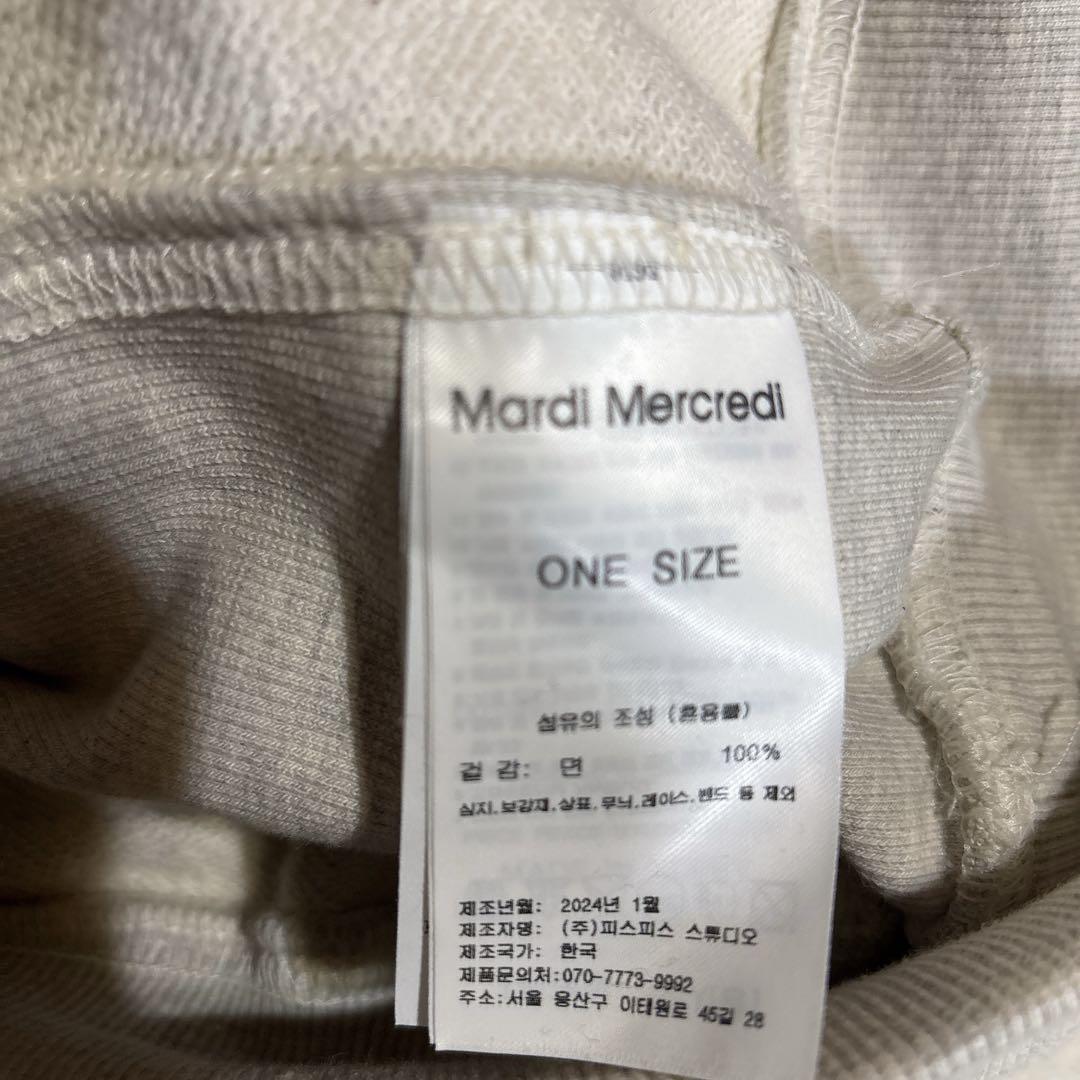 Mardi Mercredi
ONE SIZE
섬유의 조성 (혼용률)
겉 감: 면 100%
심지.보강재.상표.무늬.레이스.밴드 등 제외
제조년월: 2024년 1월
제조자명: (주)피스피스 스튜디오
제조국가: 한국
제품문의처:070-7773-9992
주소:서울 용산구 이태원로 45길 28